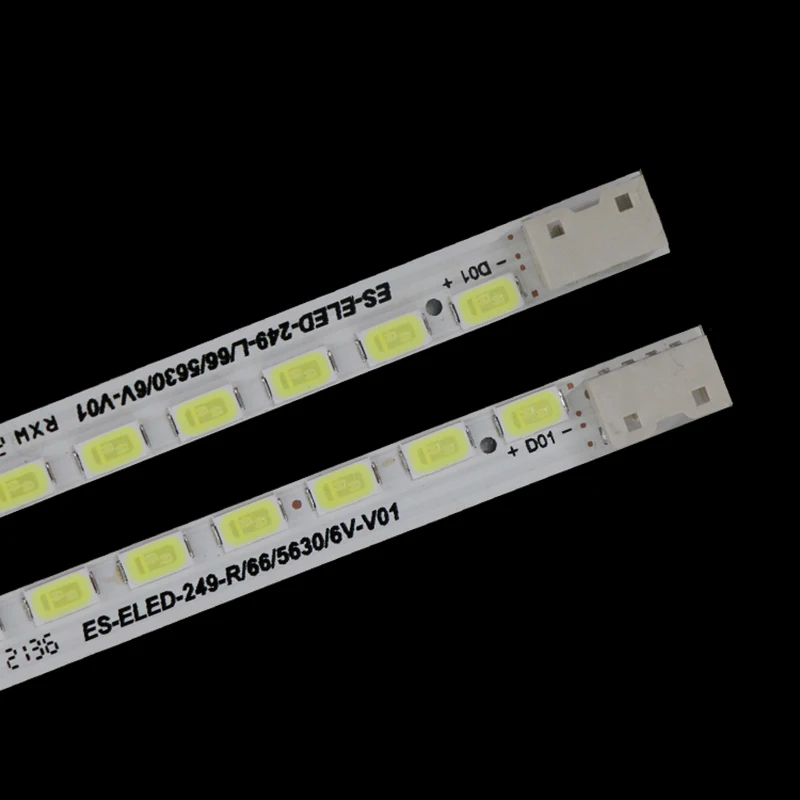 ES-ELED-249-L/66/5630/6V-V01
RXW
+ D01 -
+ D01 -
ES-ELED-249-R/66/5630/6V-V01
2136